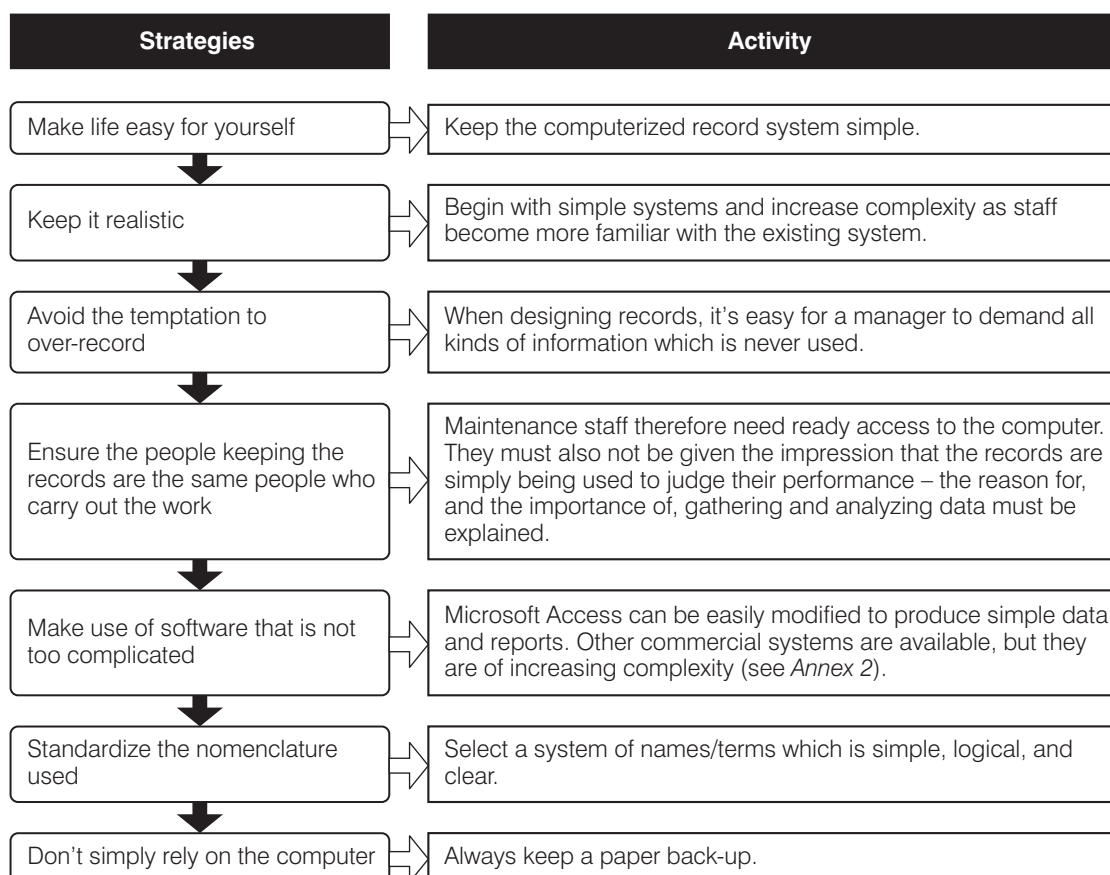 Strategies
Activity
Make life easy for yourself
Keep the computerized record system simple.
Keep it realistic
Begin with simple systems and increase complexity as staff
become more familiar with the existing system.
Avoid the temptation to
over-record
When designing records, it's easy for a manager to demand all
kinds of information which is never used.
Ensure the people keeping the
records are the same people who
carry out the work
Maintenance staff therefore need ready access to the computer.
They must also not be given the impression that the records are
simply being used to judge their performance – the reason for,
and the importance of, gathering and analyzing data must be
explained.
Make use of software that is not
too complicated
Microsoft Access can be easily modified to produce simple data
and reports. Other commercial systems are available, but they
are of increasing complexity (see Annex 2).
Standardize the nomenclature
used
Select a system of names/terms which is simple, logical, and
clear.
Don't simply rely on the computer
Always keep a paper back-up.